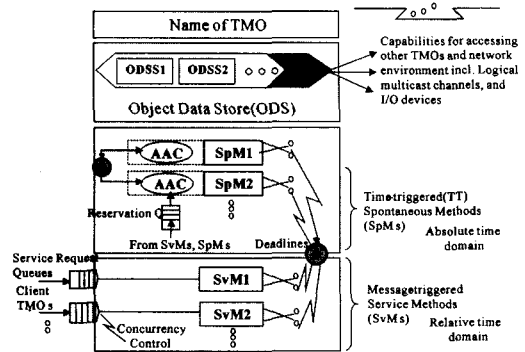 Name of TMO
ODSS1 ODSS2
Object Data Store(ODS)
Capabilities for accessing
other TMOs and network
environment incl. Logical
multicast channels, and
I/O devices
AAC SpM1
AAC SpM2
Reservation Q
From SvMs, SpMs
Deadlines
Time-triggered(TT)
Spontaneous Methods
(SpMs)
Absolute time
domain
Service Request
Queues
Client
TMOs
SvM1
SvM2
Concurrency
Control
Messagetriggered
Service Methods
(SvMs)
Relative time
domain